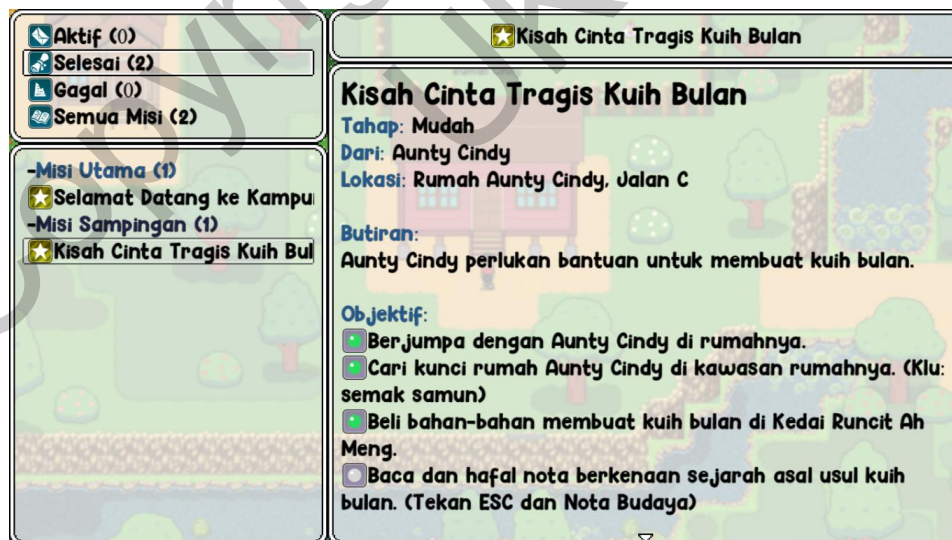 Aktif (0)
Selesai (2)
Gagal (0)
Semua Misi (2)
-Misi Utama (1)
Selamat Datang ke Kampu
-Misi Sampingan (1)
Kisah Cinta Tragis Kuih Bul
Kisah Cinta Tragis Kuih Bulan
Kisah Cinta Tragis Kuih Bulan
Tahap: Mudah
Dari: Aunty Cindy
Lokasi: Rumah Aunty Cindy, Jalan C
Butiran:
Aunty Cindy perlukan bantuan untuk membuat kuih bulan.
Objektif:
Berjumpa dengan Aunty Cindy di rumahnya.
Cari kunci rumah Aunty Cindy di kawasan rumahnya. (Klu:
semak samun)
Beli bahan-bahan membuat kuih bulan di Kedai Runcit Ah
Meng.
Baca dan hafal nota berkenaan sejarah asal usul kuih
bulan. (Tekan ESC dan Nota Budaya)